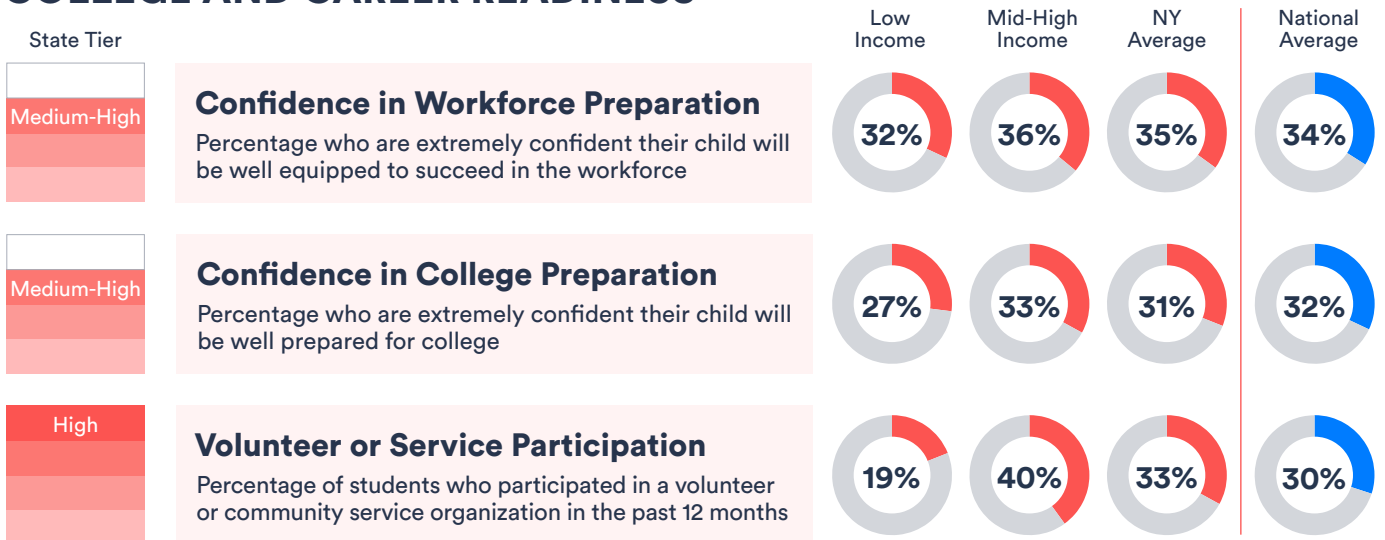 COLLEGE AND CAREER READINESS
State Tier
Low Income
Mid-High Income
NY Average
National Average
Medium-High
Confidence in Workforce Preparation
Percentage who are extremely confident their child will
be well equipped to succeed in the workforce
32%
36%
35%
34%
Medium-High
Confidence in College Preparation
Percentage who are extremely confident their child will
be well prepared for college
27%
33%
31%
32%
High
Volunteer or Service Participation
Percentage of students who participated in a volunteer
or community service organization in the past 12 months
19%
40%
33%
30%